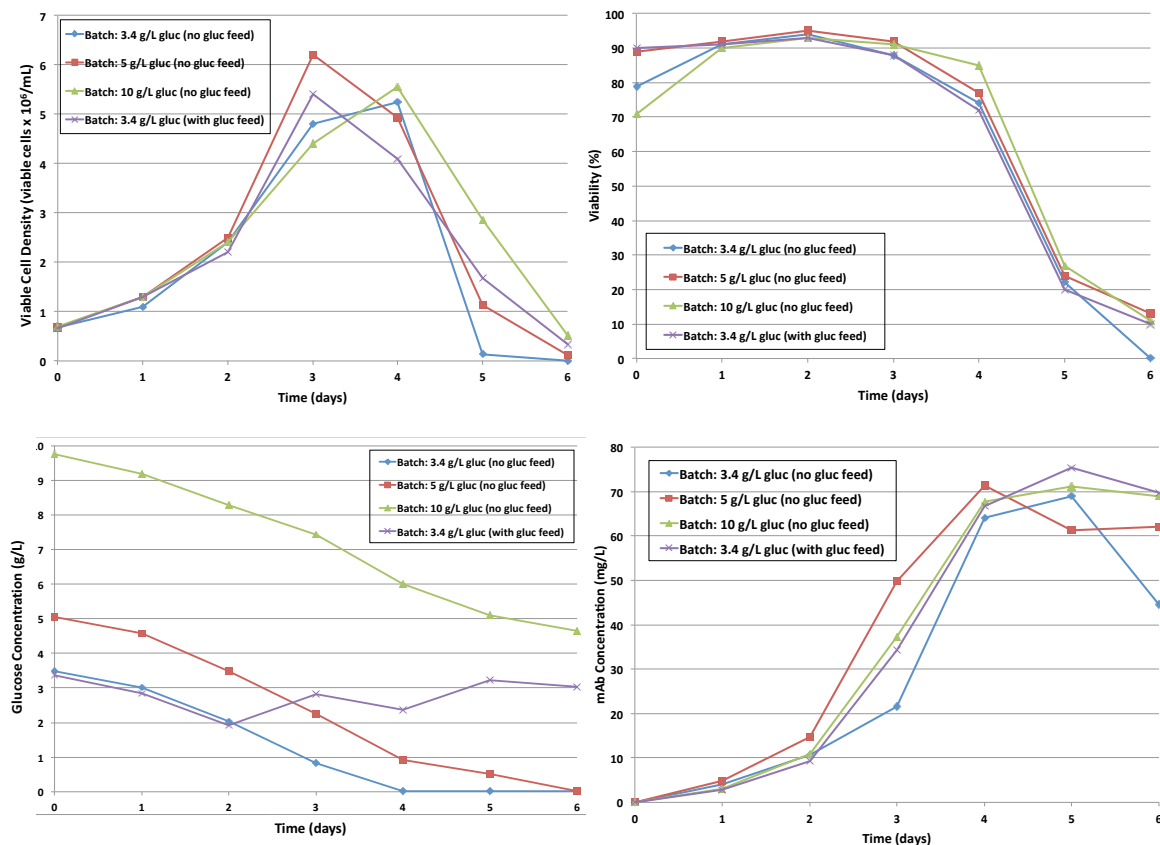 Viable Cell Density (viable cells x 10⁶/mL)
7
6
5
4
3
2
1
0
Batch: 3.4 g/L gluc (no gluc feed)
Batch: 5 g/L gluc (no gluc feed)
Batch: 10 g/L gluc (no gluc feed)
Batch: 3.4 g/L gluc (with gluc feed)
0 1 2 3 4 5 6
Time (days)
Viability (%)
100
90
80
70
60
50
40
30
20
10
0
Batch: 3.4 g/L gluc (no gluc feed)
Batch: 5 g/L gluc (no gluc feed)
Batch: 10 g/L gluc (no gluc feed)
Batch: 3.4 g/L gluc (with gluc feed)
0 1 2 3 4 5 6
Time (days)
Glucose Concentration (g/L)
.0
9
8
7
6
5
4
3
2
1
0
Batch: 3.4 g/L gluc (no gluc feed)
Batch: 5 g/L gluc (no gluc feed)
Batch: 10 g/L gluc (no gluc feed)
Batch: 3.4 g/L gluc (with gluc feed)
0 1 2 3 4 5 6
Time (days)
mAb Concentration (mg/L)
80
70
60
50
40
30
20
10
0
Batch: 3.4 g/L gluc (no gluc feed)
Batch: 5 g/L gluc (no gluc feed)
Batch: 10 g/L gluc (no gluc feed)
Batch: 3.4 g/L gluc (with gluc feed)
0 1 2 3 4 5 6
Time (days)